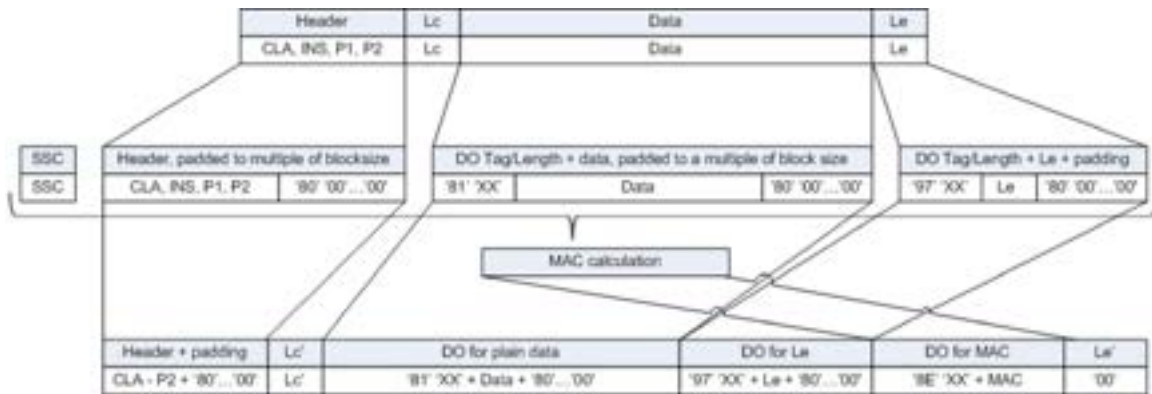 Header Lc Data Le
CLA, INS, P1, P2 Lc Data Le
SSC Header, padded to multiple of blocksize DO Tag/Length + data, padded to a multiple of block size DO Tag/Length + Le + padding
SSC CLA, INS, P1, P2 '80' '00'...'00' '81' 'XX' Data '80' '00'...'00' '97' 'XX' Le '80' '00'...'00'
MAC calculation
Header + padding Lc' DO for plain data DO for Le DO for MAC Le'
CLA - P2 + '80'...'00' Lc' '81' 'XX' + Data + '80'...'00' '97' 'XX' + Le + '80'...'00' '8E' 'XX' + MAC '00'